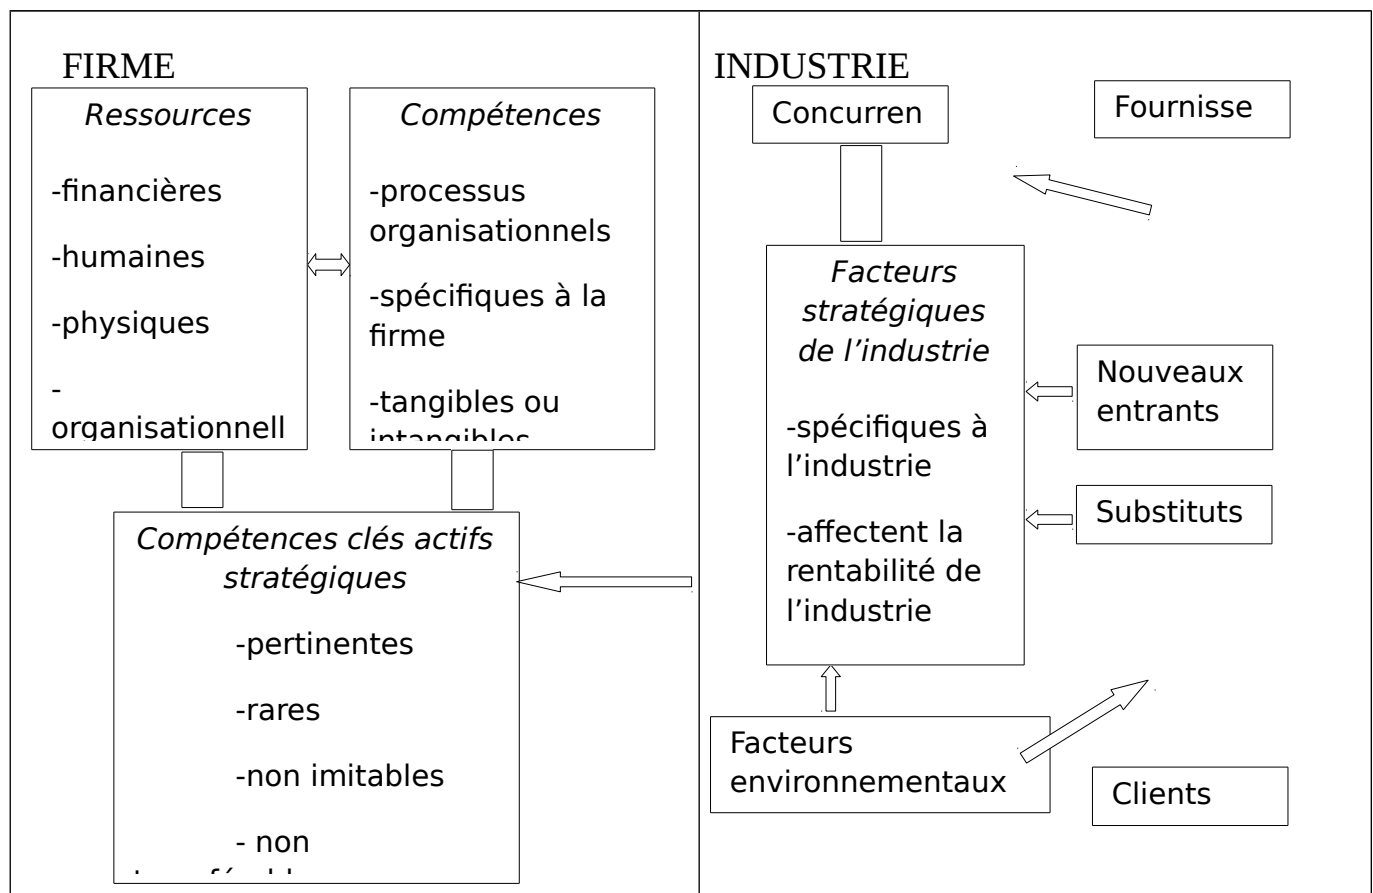 FIRME
Ressources
-financières
-humaines
-physiques
-
organisationnell
Compétences
-processus
organisationnels
-spécifiques à la
firme
-tangibles ou
intangibles
Compétences clés actifs
stratégiques
-pertinentes
-rares
-non imitables
- non
INDUSTRIE
Concurren
Fournisse
Facteurs
stratégiques
de l’industrie
-spécifiques à
l’industrie
-affectent la
rentabilité de
l’industrie
Nouveaux
entrants
Substituts
Facteurs
environnementaux
Clients